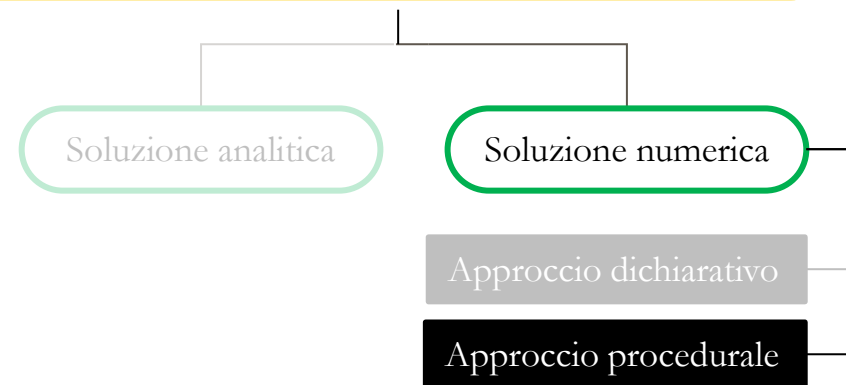 Soluzione analitica
Soluzione numerica
Approccio dichiarativo
Approccio procedurale